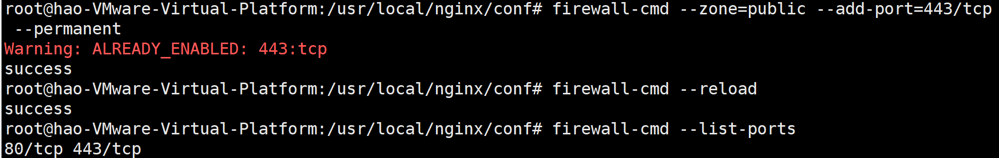 root@hao-VMware-Virtual-Platform:/usr/local/nginx/conf# firewall-cmd --zone=public --add-port=443/tcp
 --permanent
Warning: ALREADY_ENABLED: 443:tcp
success
root@hao-VMware-Virtual-Platform:/usr/local/nginx/conf# firewall-cmd --reload
success
root@hao-VMware-Virtual-Platform:/usr/local/nginx/conf# firewall-cmd --list-ports
80/tcp 443/tcp